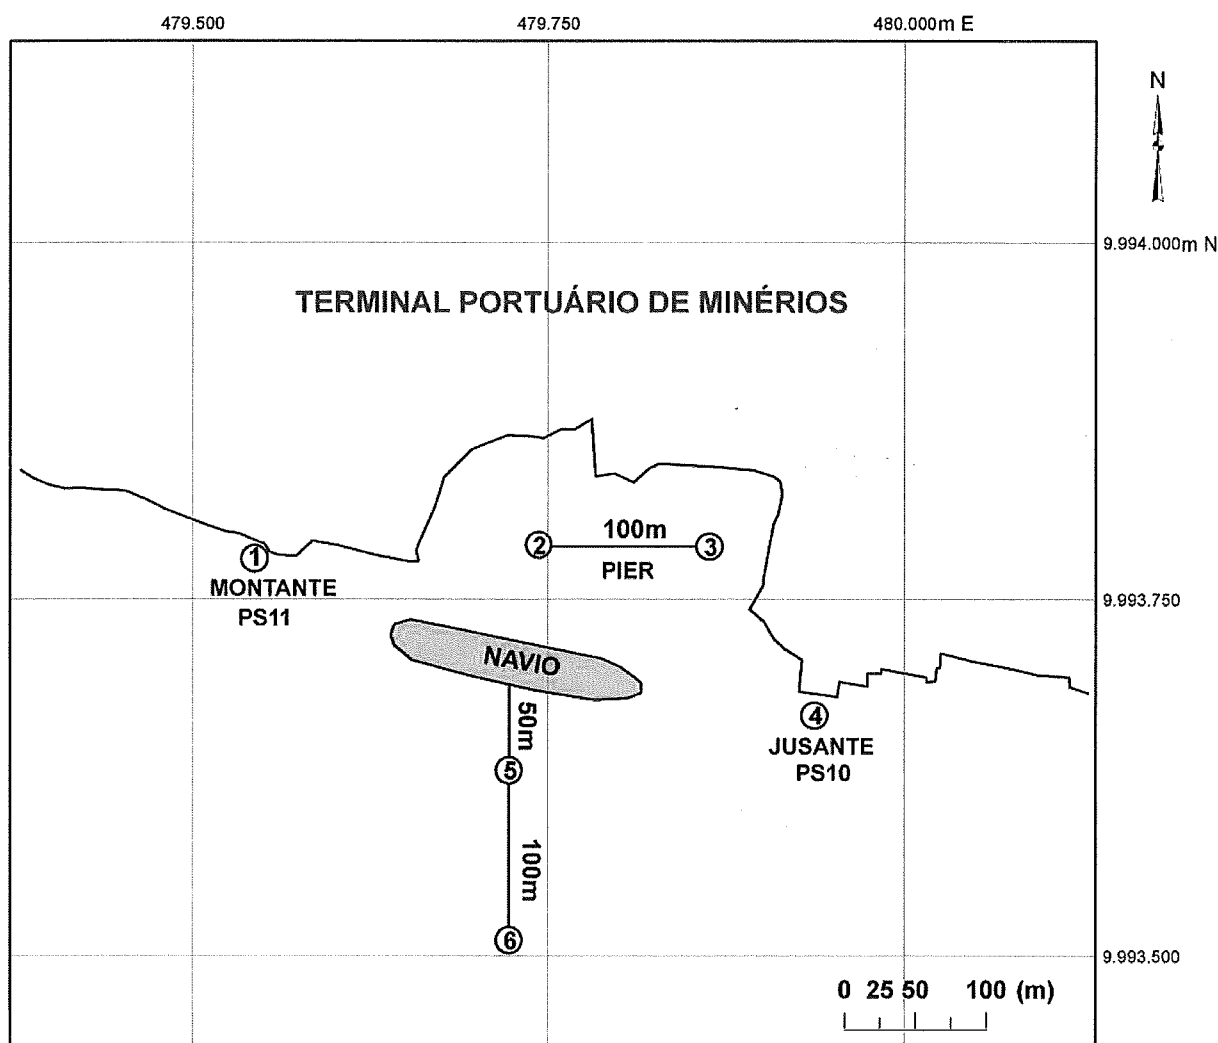 479.500
479.750
480.000m E
N
9.994.000m N
TERMINAL PORTUÁRIO DE MINÉRIOS
100m
2
3
1
PIER
MONTANTE
PS11
9.993.750
NAVIO
50m
4
JUSANTE
PS10
5
100m
6
9.993.500
0 25 50 100 (m)